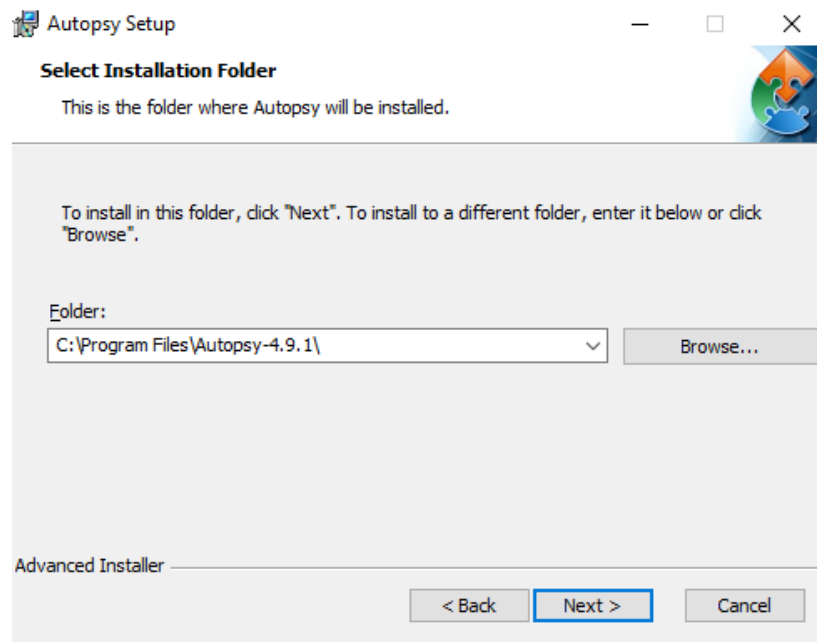 Autopsy Setup
Select Installation Folder
This is the folder where Autopsy will be installed.
To install in this folder, click "Next". To install to a different folder, enter it below or click
"Browse".
Folder:
C:\Program Files\Autopsy-4.9.1\
Browse...
Advanced Installer
< Back
Next >
Cancel